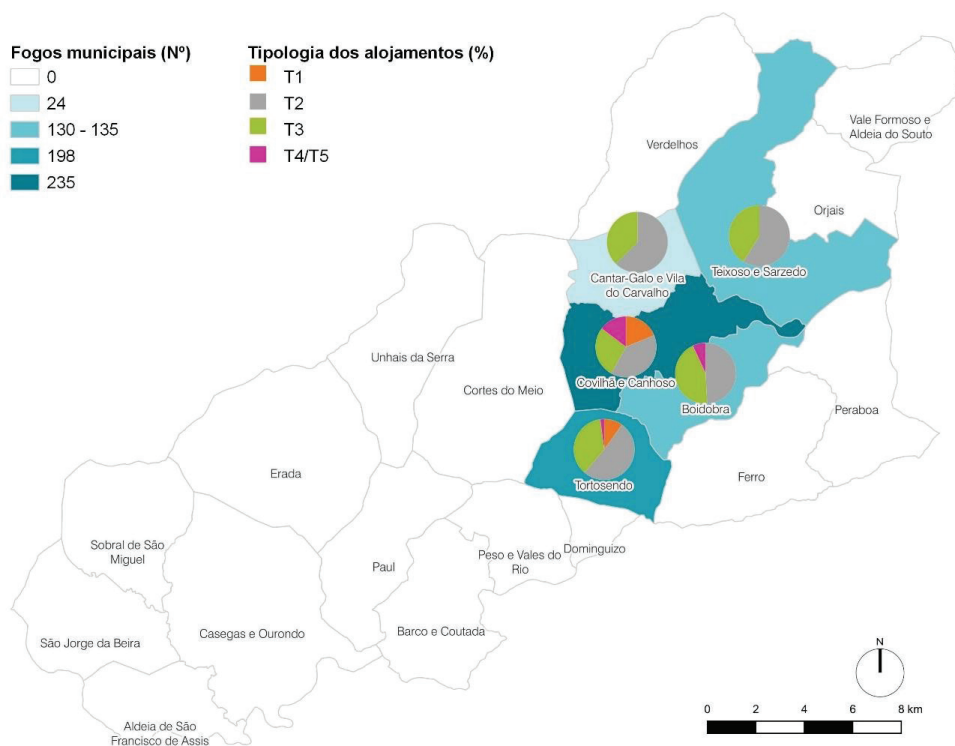 Fogos municipais (Nº)
0
24
130 - 135
198
235
Tipologia dos alojamentos (%)
T1
T2
T3
T4/T5
Vale Formoso e
Aldeia do Souto
Verdelhos
Orjais
Teixoso e Sarzedo
Cantar-Galo e Vila
do Carvalho
Unhais da Serra
Cortes do Meio
Covilhã e Canhoso
Boidobra
Peraboa
Erada
Ferro
Tortosendo
Sobral de São
Miguel
Paul
Peso e Vales do
Rio
Dominguizo
São Jorge da Beira
Casegas e Ourondo
Barco e Coutada
Aldeia de São
Francisco de Assis
N
0 2 4 6 8 km